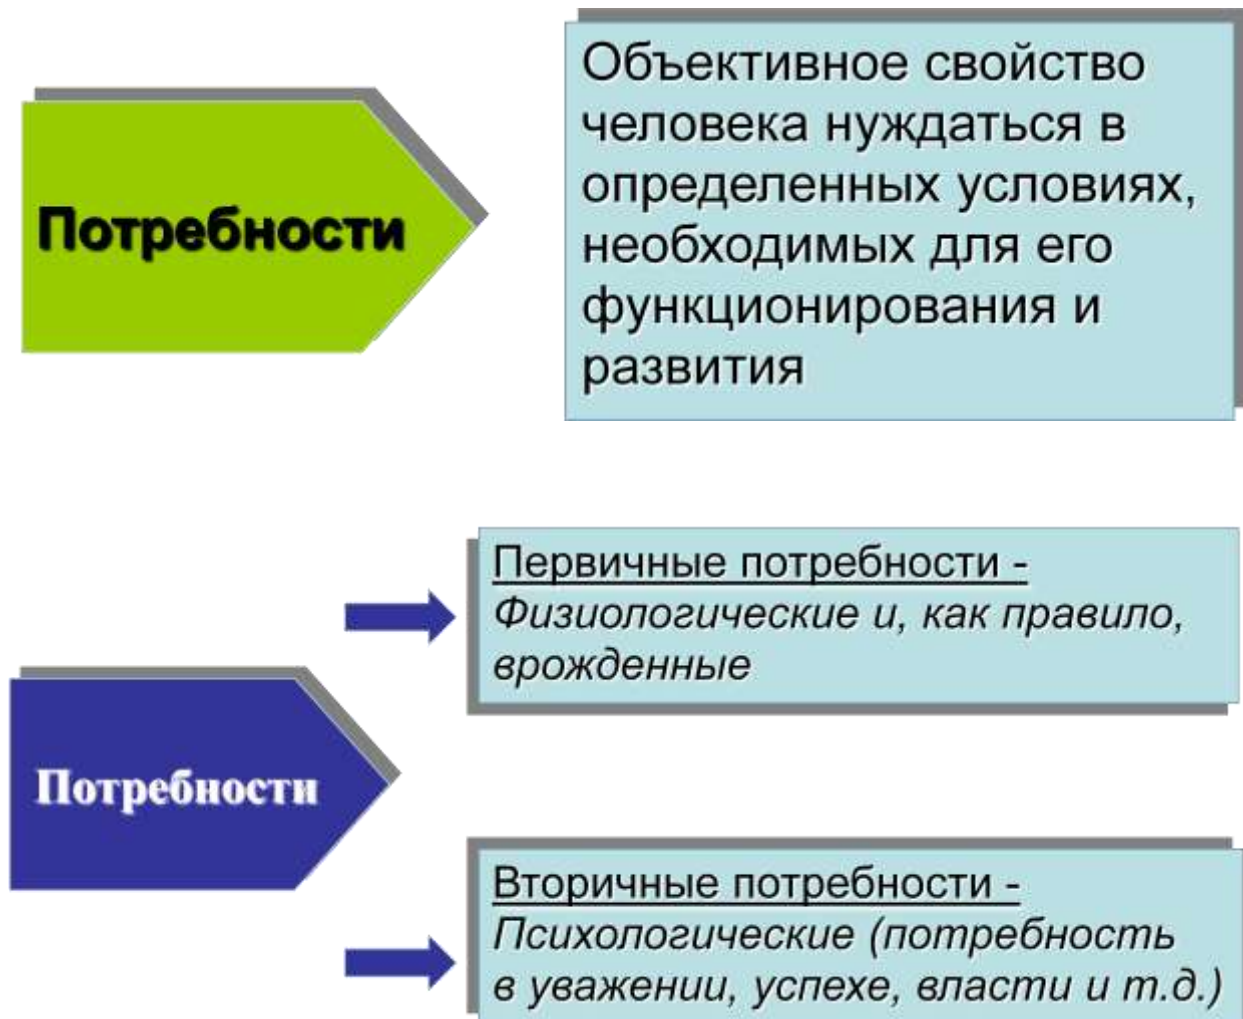 Потребности
Объективное свойство
человека нуждаться в
определенных условиях,
необходимых для его
функционирования и
развития
Потребности
Первичные потребности -
Физиологические и, как правило,
врожденные
Вторичные потребности -
Психологические (потребность
в уважении, успехе, власти и т.д.)